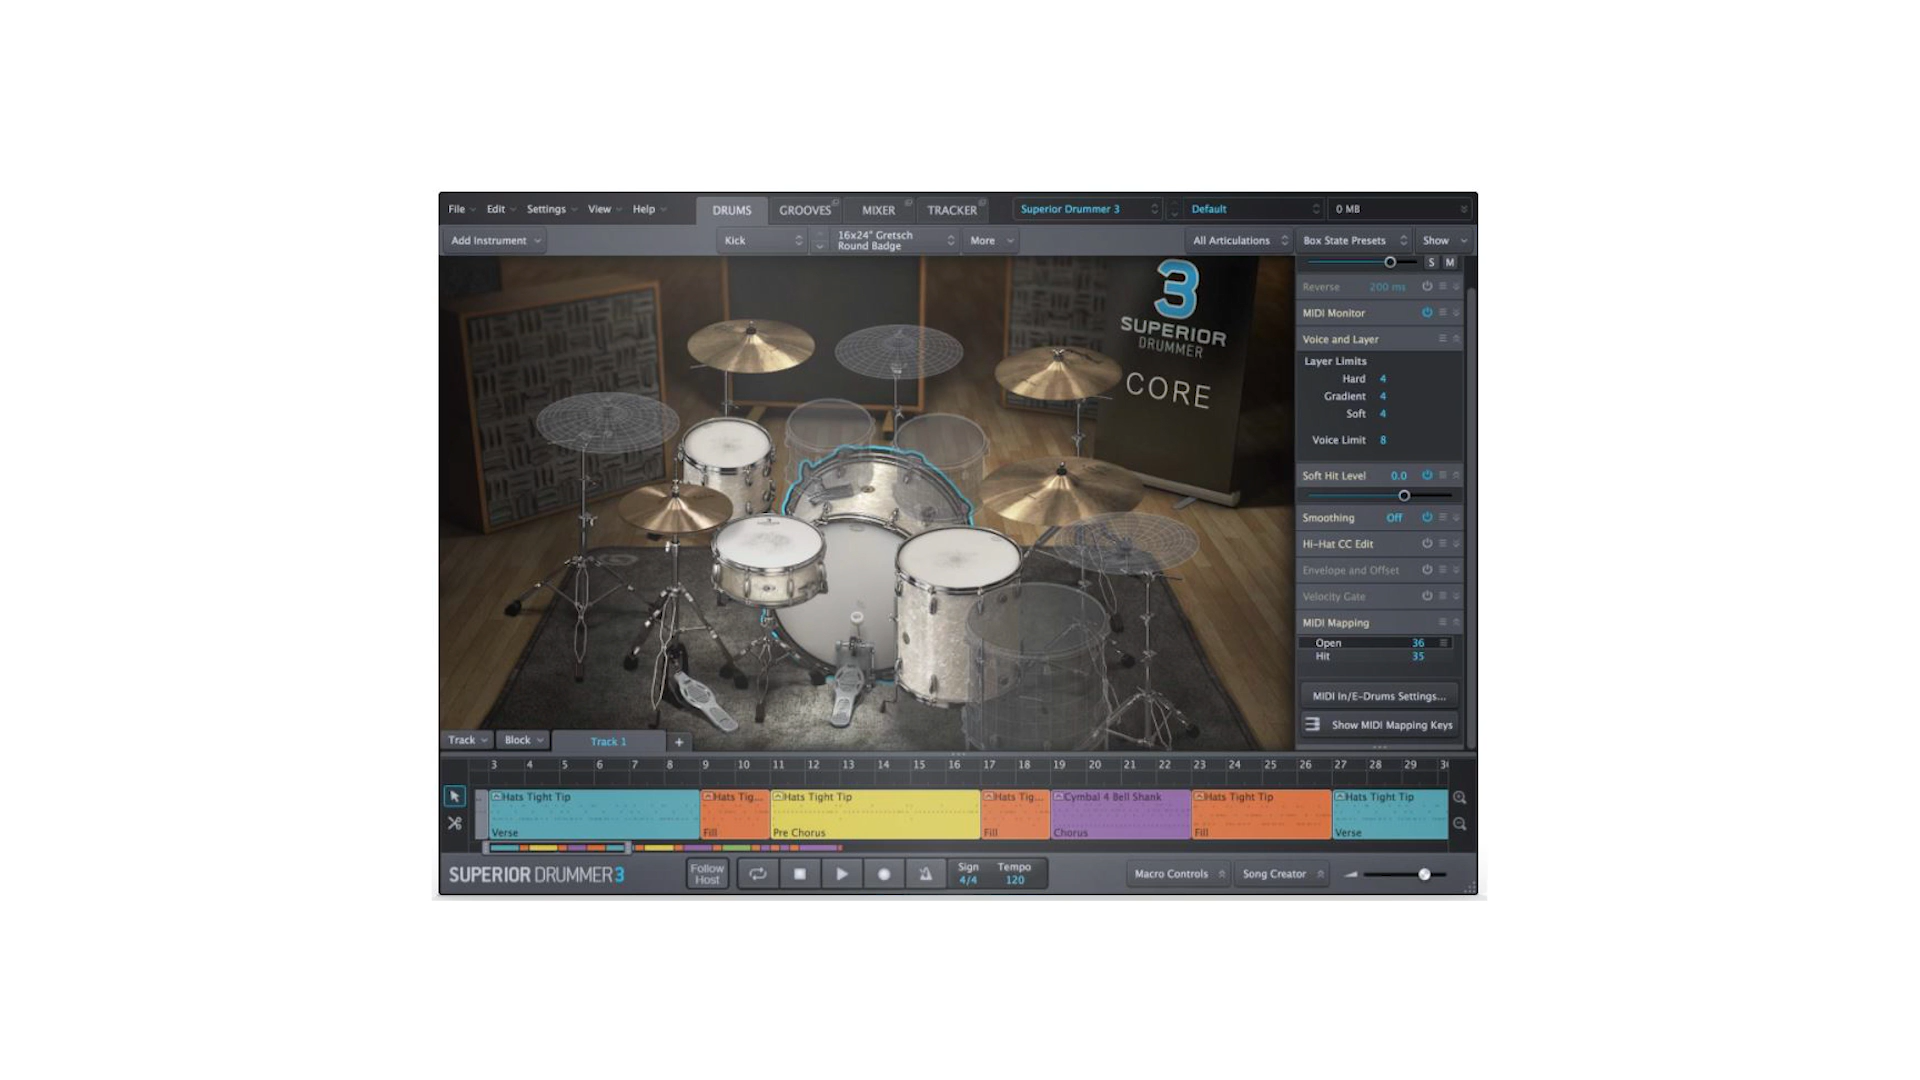 File Edit Settings View Help DRUMS GROOVES MIXER TRACKER Superior Drummer 3 Default 0 MB
Add Instrument Kick 16x24" Gretsch Round Badge More All Articulations Box State Presets Show
S M
Reverse 200 ms
MIDI Monitor
Voice and Layer
Layer Limits
Hard 4
Gradient 4
Soft 4
Voice Limit 8
Soft Hit Level 0.0
Smoothing Off
Hi-Hat CC Edit
Envelope and Offset
Velocity Gate
MIDI Mapping
Open 36
Hit 35
MIDI In/E-Drums Settings...
Show MIDI Mapping Keys
3
SUPERIOR
DRUMMER
CORE
Track Block Track 1 +
3 4 5 6 7 8 9 10 11 12 13 14 15 16 17 18 19 20 21 22 23 24 25 26 27 28 29
Hats Tight Tip Hats Tig... Hats Tight Tip Hats Tig... Cymbal 4 Bell Shank Hats Tight Tip Hats Tight Tip
Verse Fill Pre Chorus Fill Chorus Fill Verse
SUPERIOR DRUMMER 3 Follow Host Sign 4/4 Tempo 120 Macro Controls Song Creator